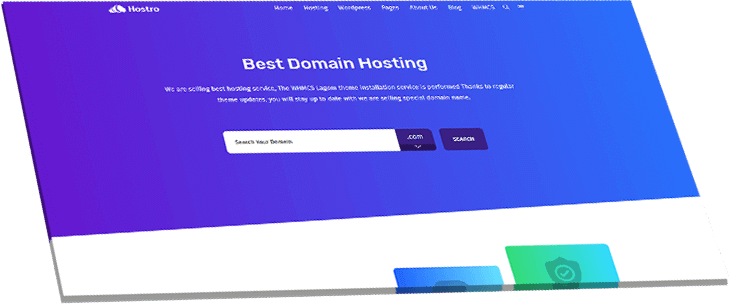 Hostro
Home Hosting Wordpress Pages About Us Blog WHMCS
Best Domain Hosting
We are selling best hosting service, The WHMCS Lagom theme installation service is performed Thanks to regular
theme updates, you will stay up to date with we are selling special domain name.
Search Your Domain .com SEARCH